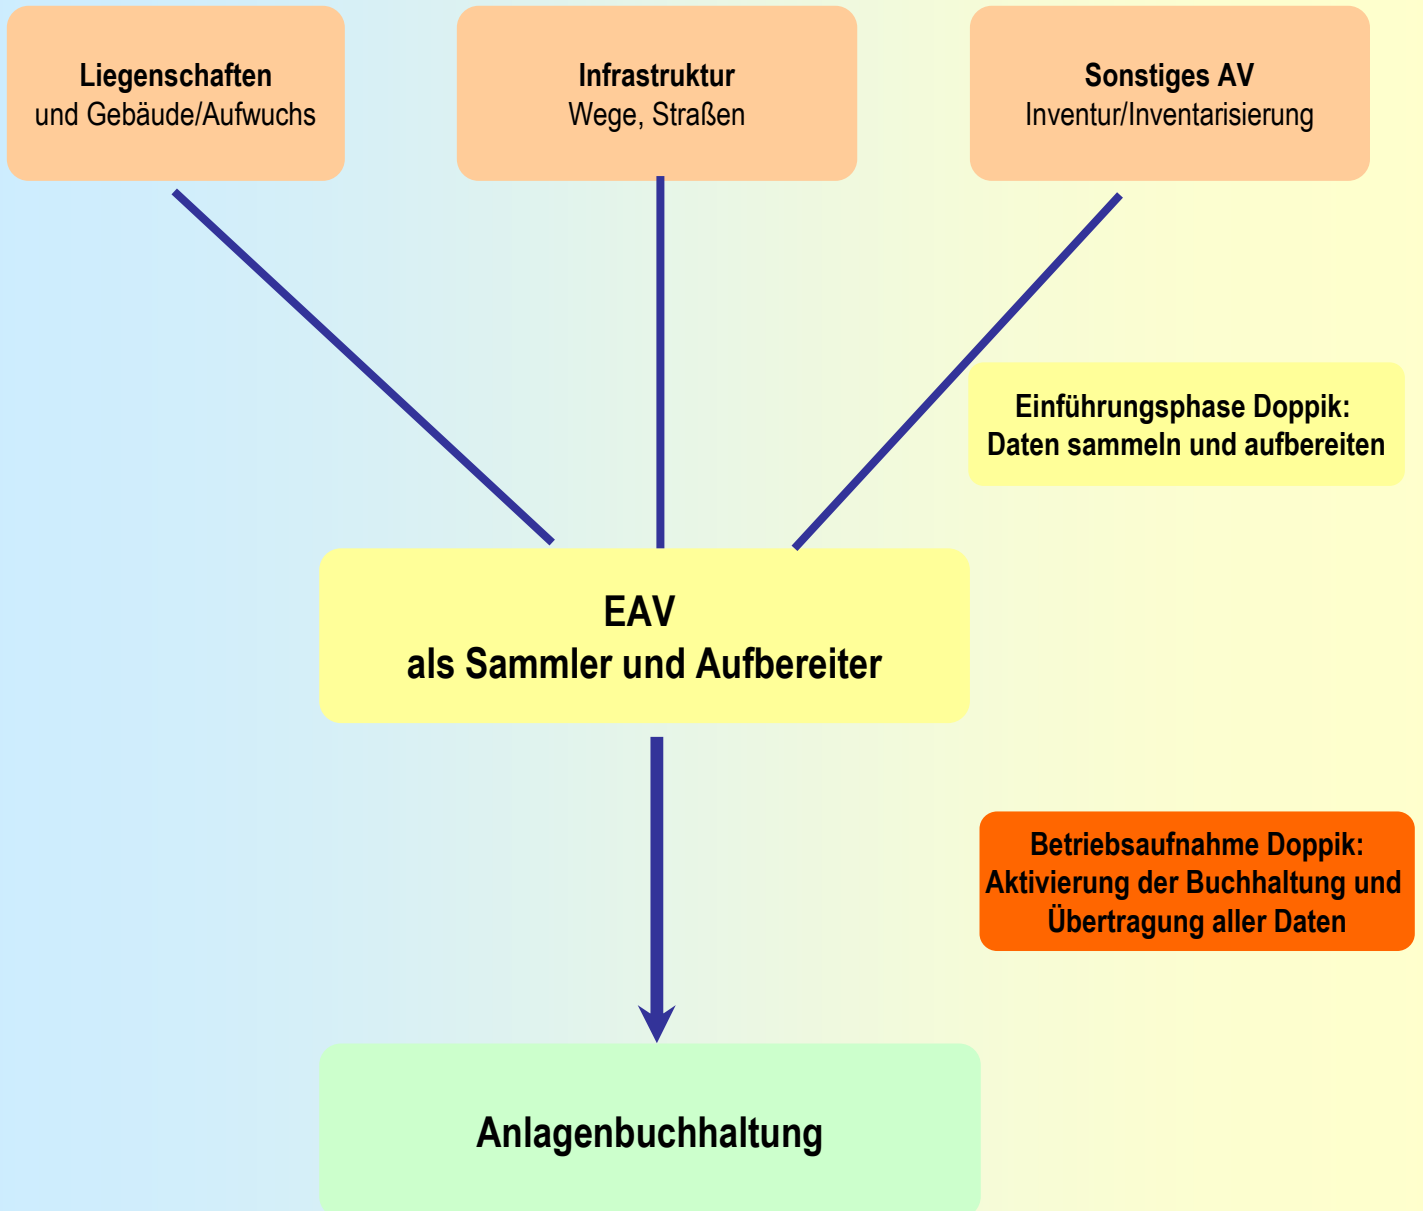 Liegenschaften
und Gebäude/Aufwuchs
Infrastruktur
Wege, Straßen
Sonstiges AV
Inventur/Inventarisierung
Einführungsphase Doppik:
Daten sammeln und aufbereiten
EAV
als Sammler und Aufbereiter
Betriebsaufnahme Doppik:
Aktivierung der Buchhaltung und
Übertragung aller Daten
Anlagenbuchhaltung